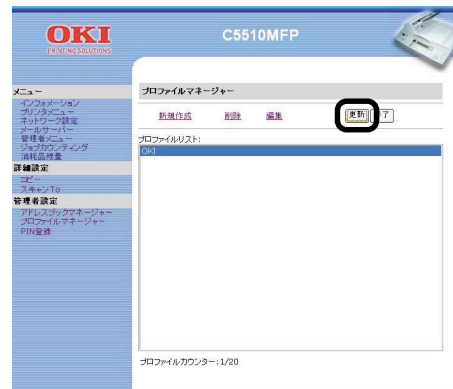 OKI
PRINTING SOLUTIONS
C5510MFP
メニュー
インフォメーション
プリンタメニュー
ネットワーク設定
メールサーバー
管理者メニュー
ジョブカウンティング
消耗品残量
詳細設定
コピー
スキャンTo
管理者設定
アドレスブックマネージャー
プロファイルマネージャー
PIN登録
プロファイルマネージャー
新規作成 削除 編集 更新 終了
プロファイルリスト:
OKI
プロファイルカウンター:1/20